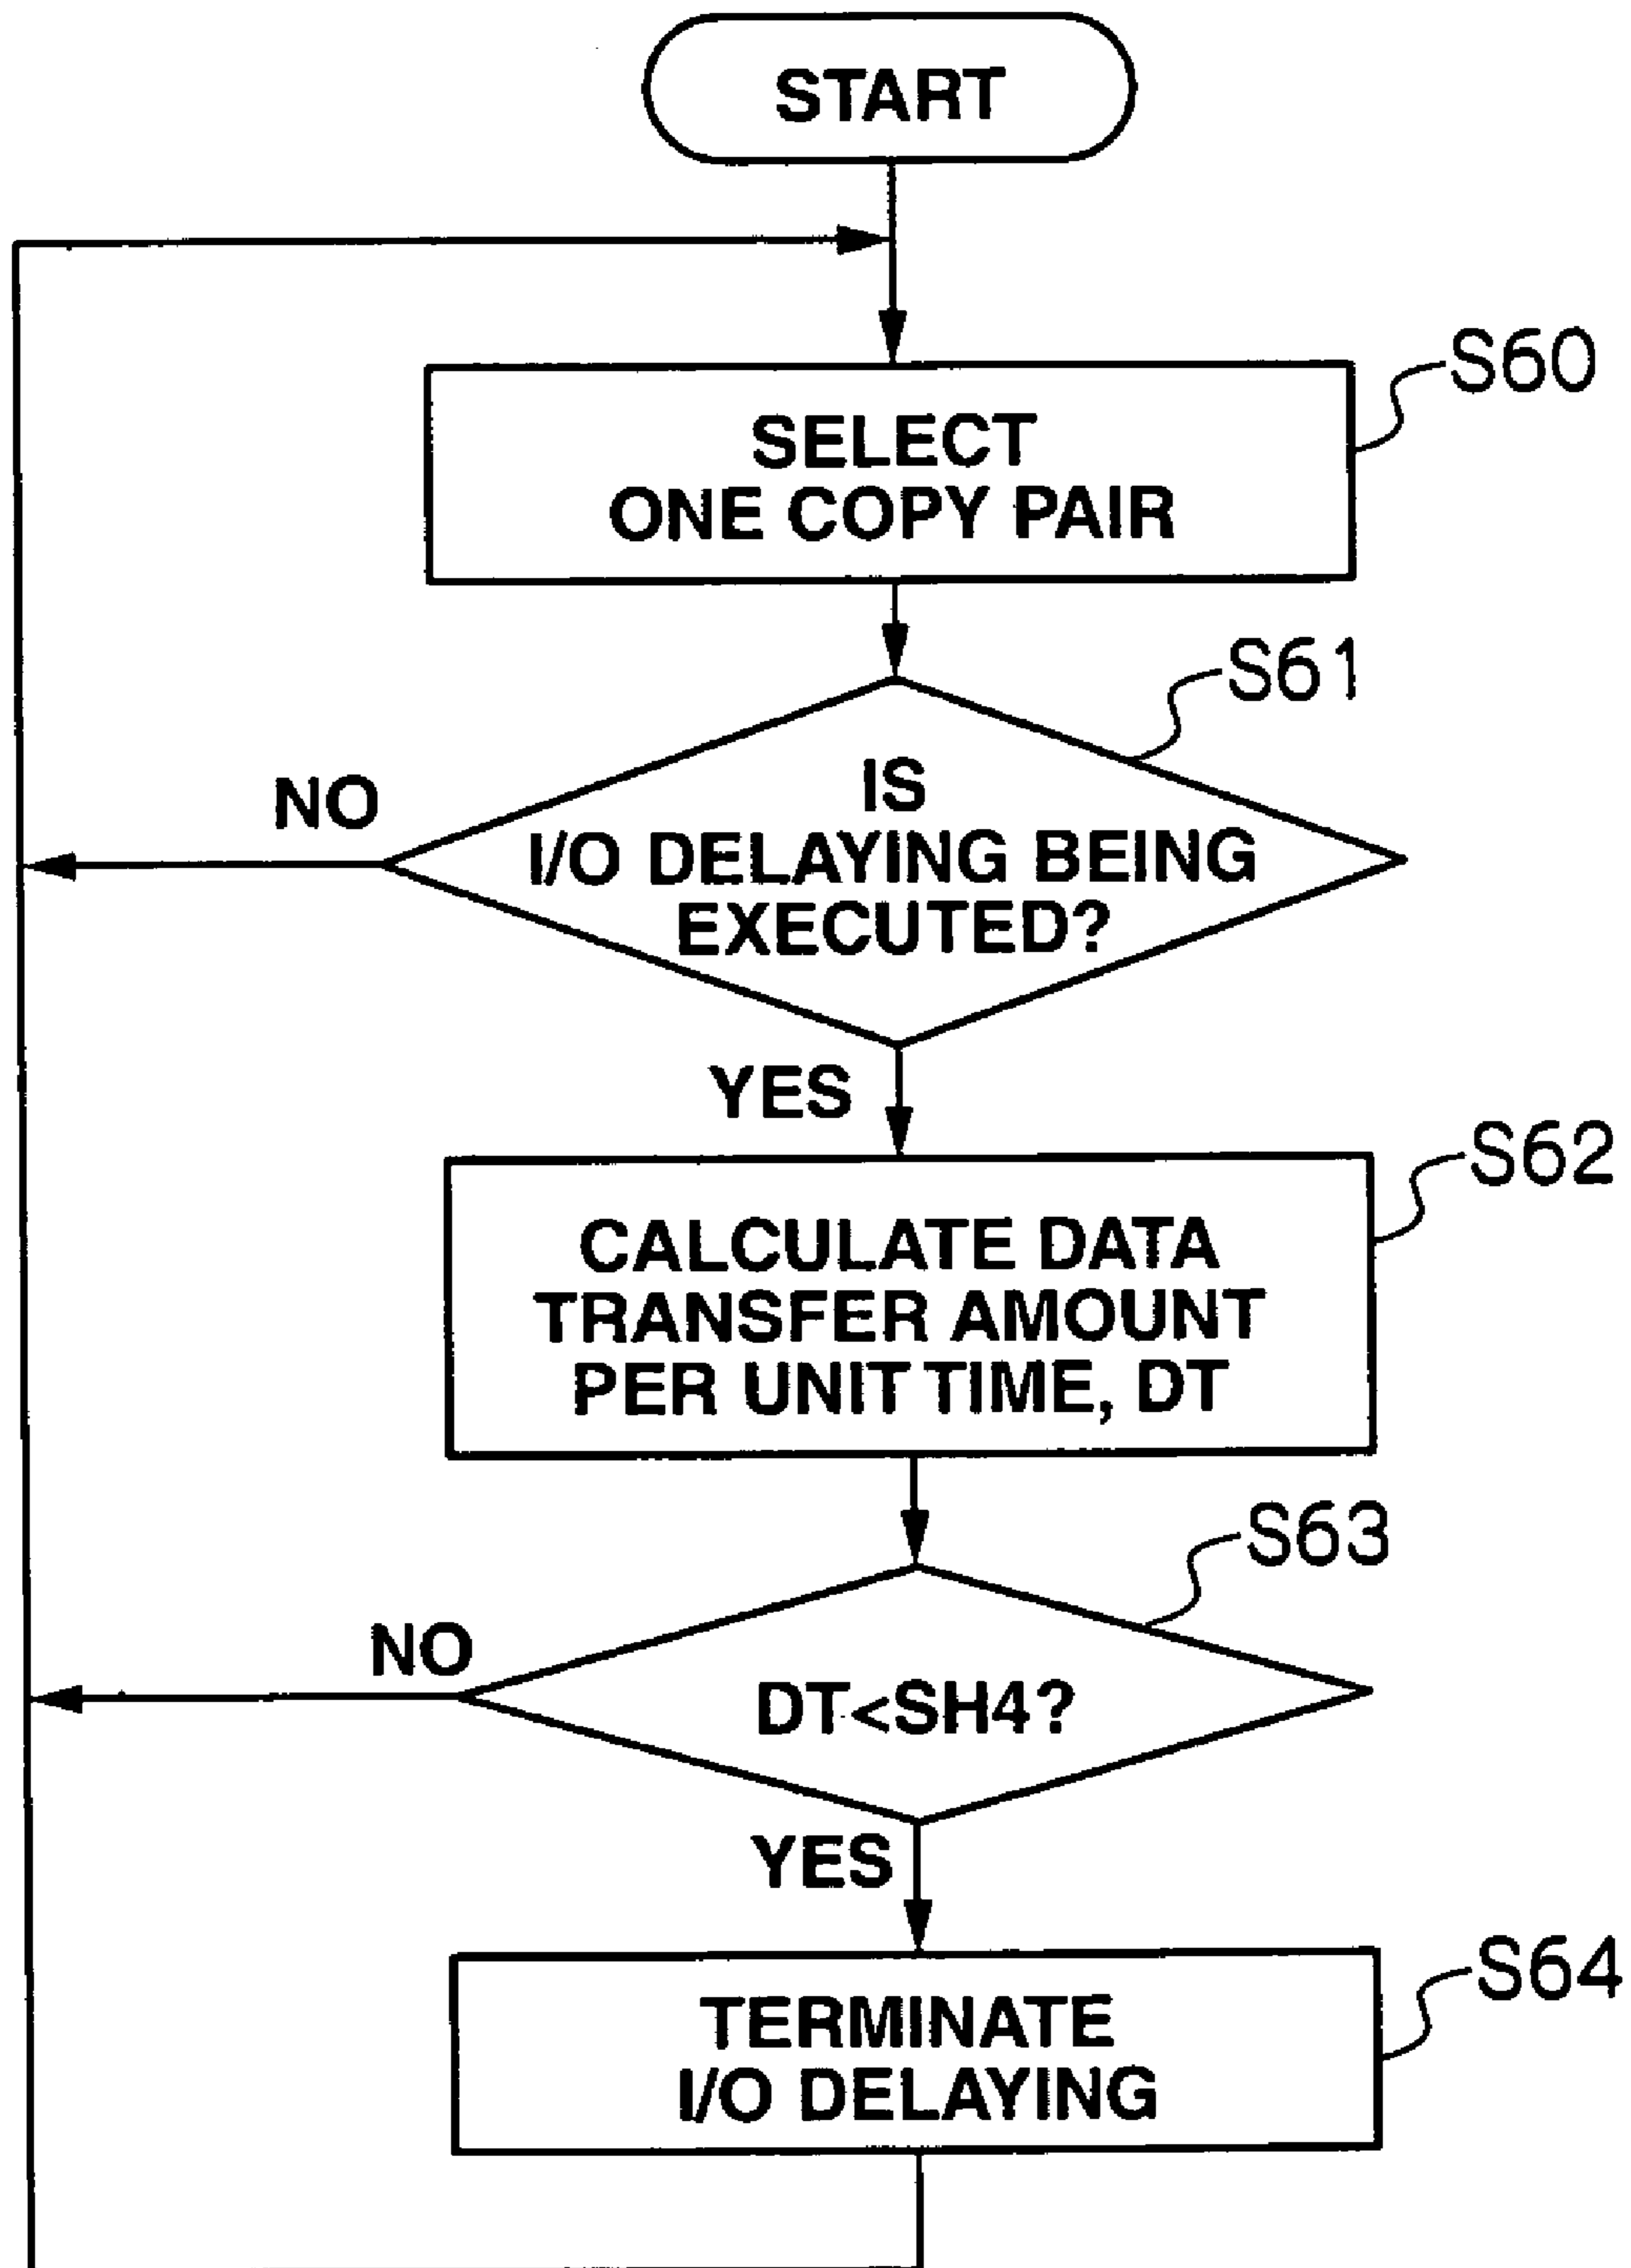 START
S60
SELECT
ONE COPY PAIR
S61
NO
IS
I/O DELAYING BEING
EXECUTED?
YES
S62
CALCULATE DATA
TRANSFER AMOUNT
PER UNIT TIME, DT
S63
NO
DT<SH4?
YES
S64
TERMINATE
I/O DELAYING